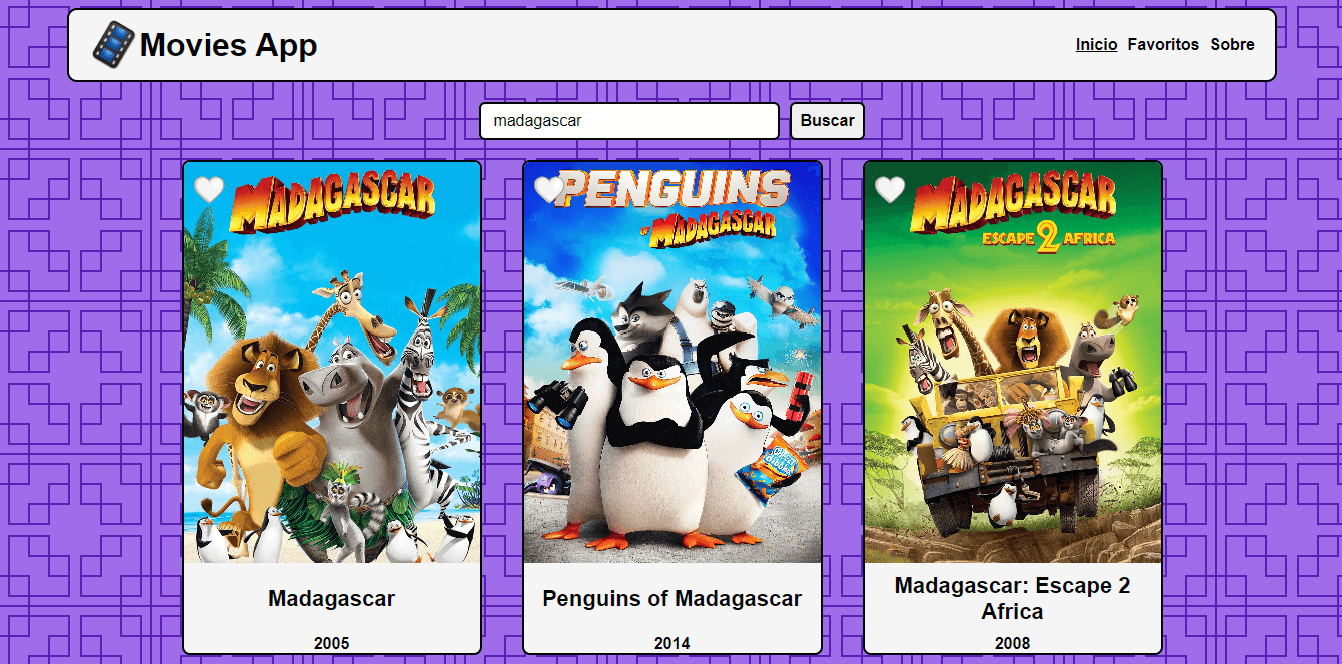 Movies App
Inicio Favoritos Sobre
madagascar
Buscar
MADAGASCAR
PENGUINS
OF MADAGASCAR
MADAGASCAR
ESCAPE 2 AFRICA
Madagascar
2005
Penguins of Madagascar
2014
Madagascar: Escape 2
Africa
2008